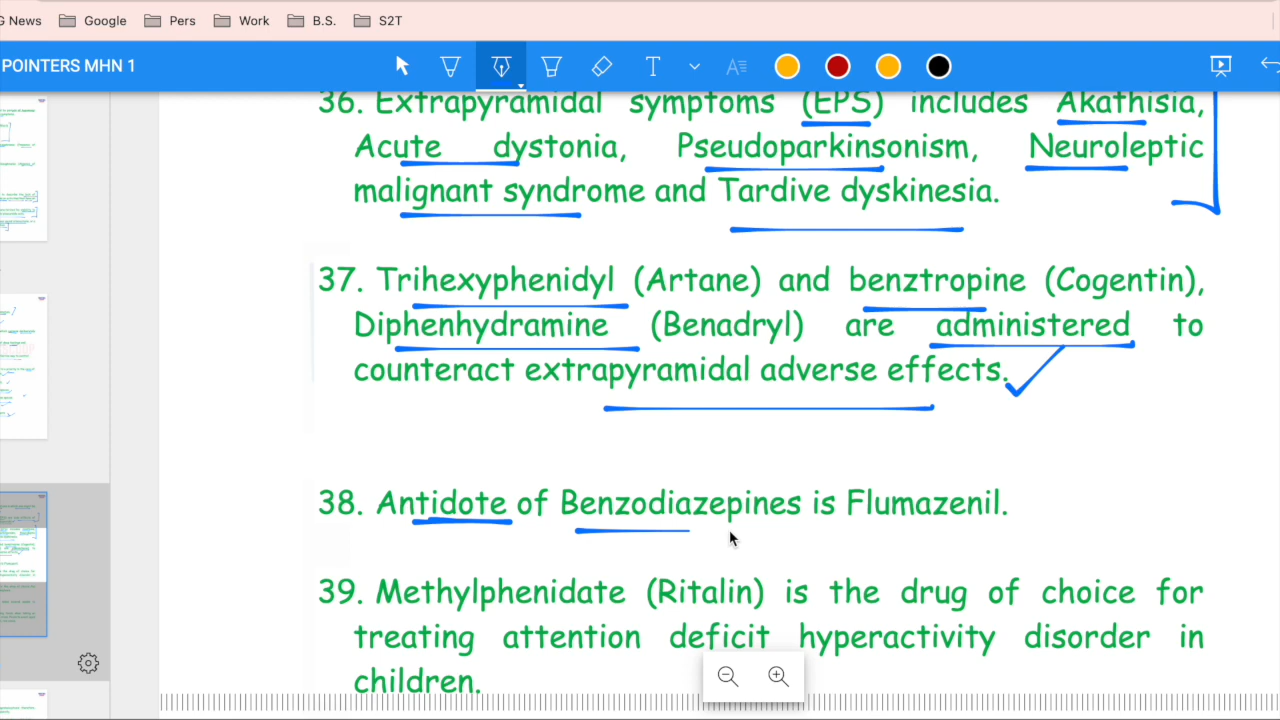 G News Google Pers Work B.S. S2T
POINTERS MHN 1
36. Extrapyramidal symptoms (EPS) includes Akathisia,
Acute dystonia, Pseudoparkinsonism, Neuroleptic
malignant syndrome and Tardive dyskinesia.
37. Trihexyphenidyl (Artane) and benztropine (Cogentin),
Diphenhydramine (Benadryl) are administered to
counteract extrapyramidal adverse effects.
38. Antidote of Benzodiazepines is Flumazenil.
39. Methylphenidate (Ritalin) is the drug of choice for
treating attention deficit hyperactivity disorder in
children.